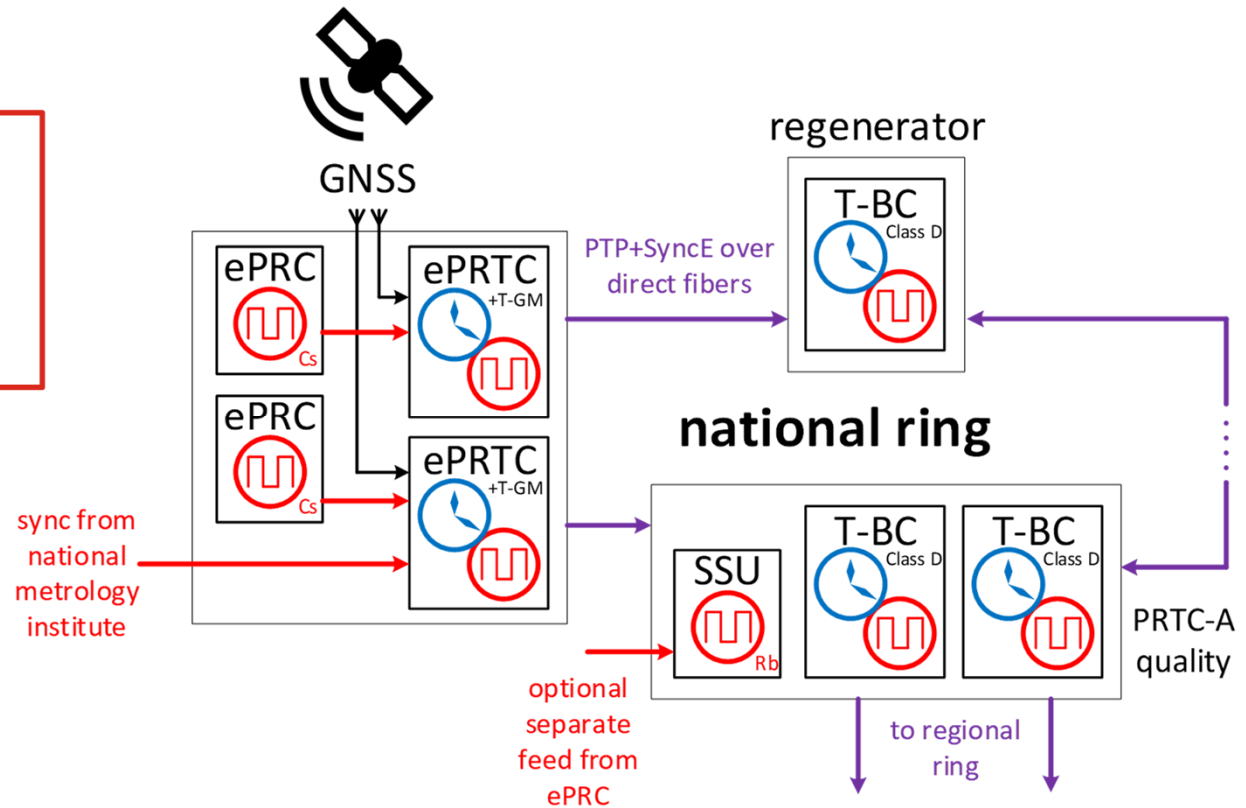 GNSS
regenerator
T-BC
Class D
ePRC
Cs
ePRTC
+T-GM
PTP+SyncE over
direct fibers
ePRC
Cs
ePRTC
+T-GM
national ring
sync from
national
metrology
institute
SSU
Rb
T-BC
Class D
T-BC
Class D
PRTC-A
quality
optional
separate
feed from
ePRC
to regional
ring